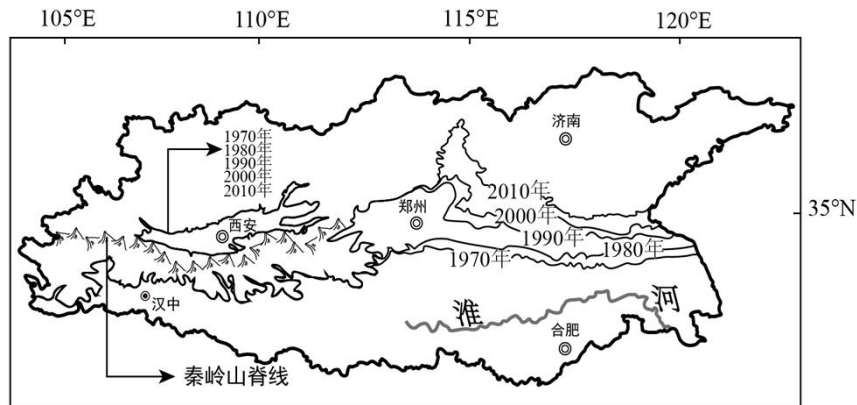 105°E 110°E 115°E 120°E
济南
1970年
1980年
1990年
2000年
2010年
2010年
郑州
2000年
35°N
西安
1990年
1980年
1970年
汉中
淮 河
合肥
秦岭山脊线